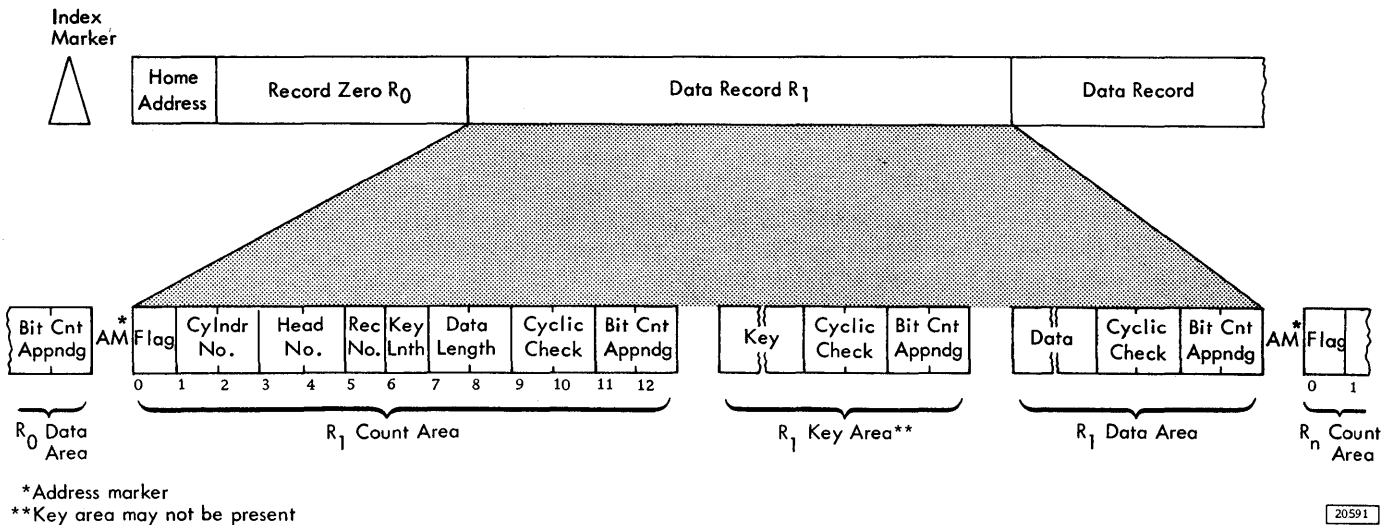 Index
Marker
Home
Address
Record Zero R0
Data Record R1
Data Record
Bit Cnt
Appndg
AM*
Flag
Cylndr
No.
Head
No.
Rec
No.
Key
Lnth
Data
Length
Cyclic
Check
Bit Cnt
Appndg
Key
Cyclic
Check
Bit Cnt
Appndg
Data
Cyclic
Check
Bit Cnt
Appndg
AM*
Flag
0 1 2 3 4 5 6 7 8 9 10 11 12
0 1
R0 Data
Area
R1 Count Area
R1 Key Area**
R1 Data Area
Rn Count
Area
*Address marker
**Key area may not be present
20591